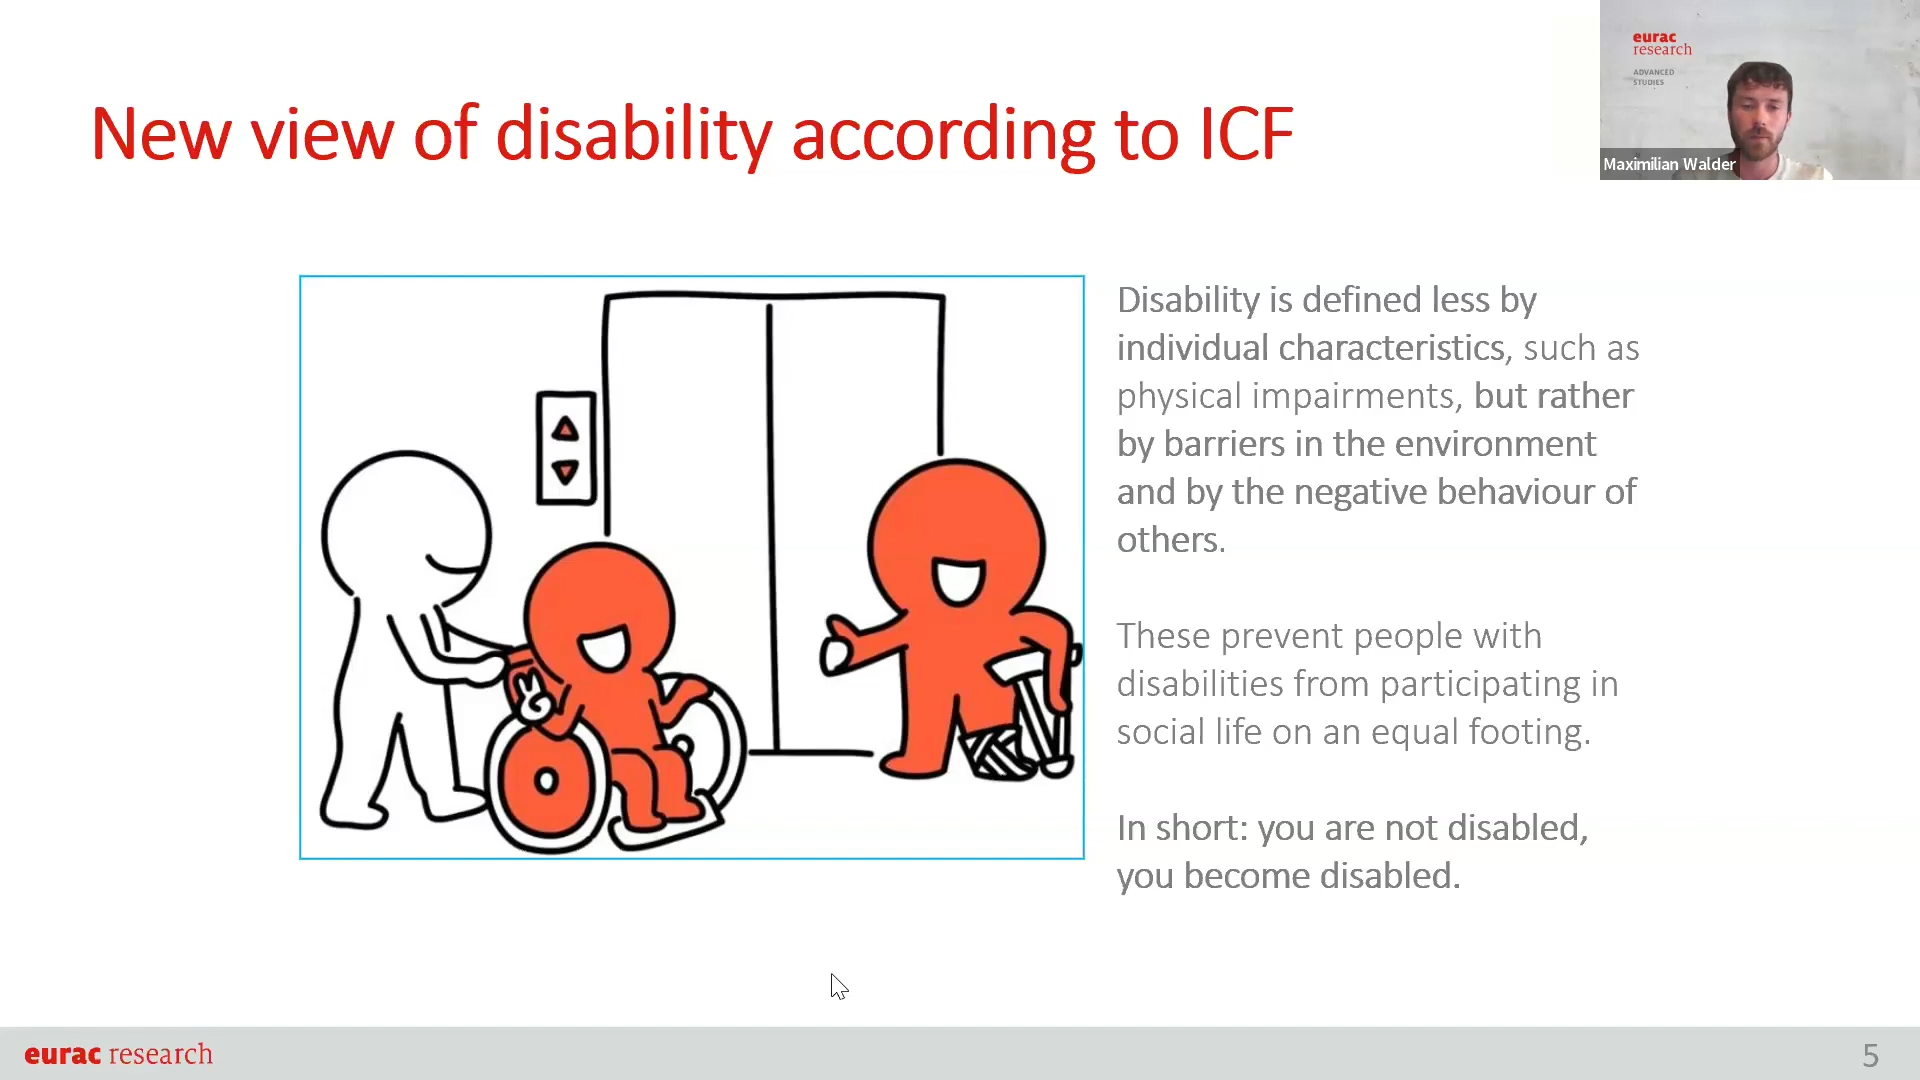 New view of disability according to ICF
eurac
research
ADVANCED
STUDIES
Maximilian Walder
Disability is defined less by
individual characteristics, such as
physical impairments, but rather
by barriers in the environment
and by the negative behaviour of
others.
These prevent people with
disabilities from participating in
social life on an equal footing.
In short: you are not disabled,
you become disabled.
eurac research
5